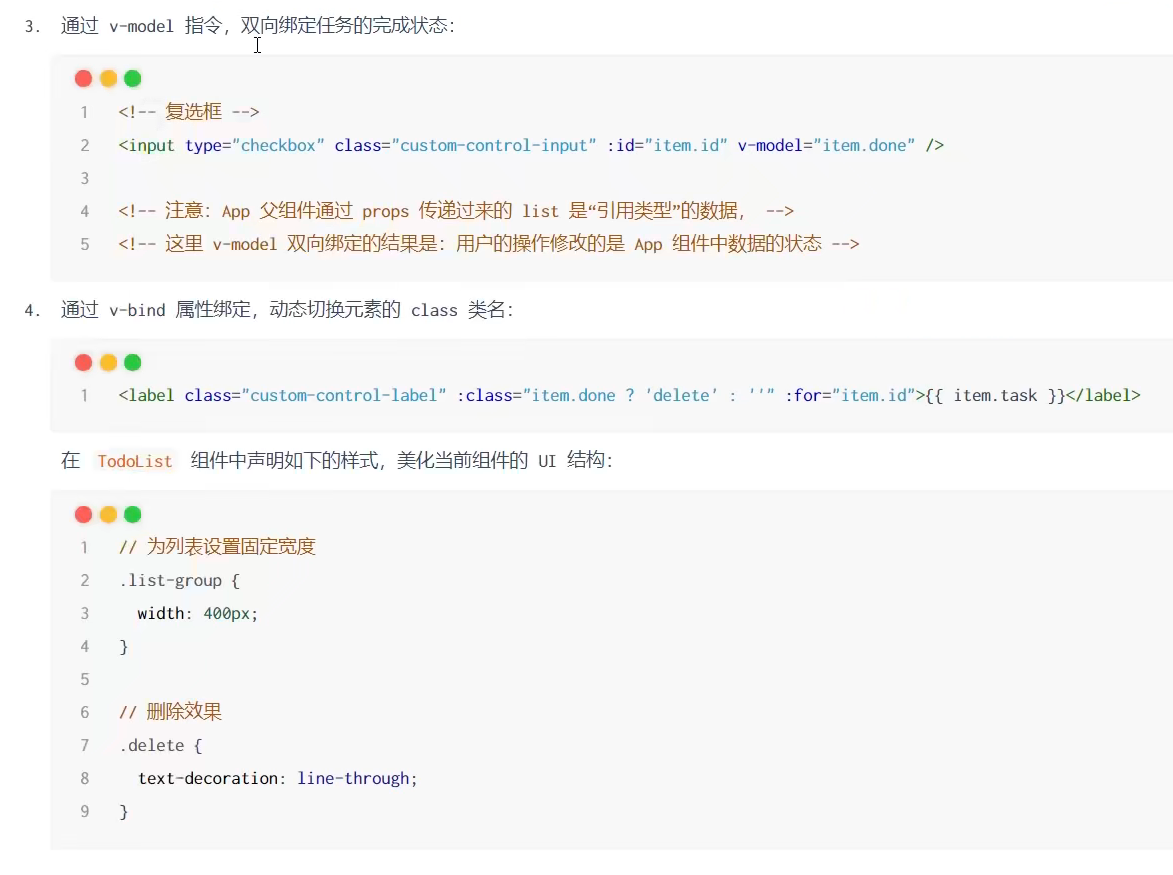 3. 通过 v-model 指令，双向绑定任务的完成状态：
1 <!-- 复选框 -->
2 <input type="checkbox" class="custom-control-input" :id="item.id" v-model="item.done" />
3
4 <!-- 注意：App 父组件通过 props 传递过来的 list 是“引用类型”的数据， -->
5 <!-- 这里 v-model 双向绑定的结果是：用户的操作修改的是 App 组件中数据的状态 -->
4. 通过 v-bind 属性绑定，动态切换元素的 class 类名：
1 <label class="custom-control-label" :class="item.done ? 'delete' : ''" :for="item.id">{{ item.task }}</label>
在 TodoList 组件中声明如下的样式，美化当前组件的 UI 结构：
1 // 为列表设置固定宽度
2 .list-group {
3 width: 400px;
4 }
5
6 // 删除效果
7 .delete {
8 text-decoration: line-through;
9 }